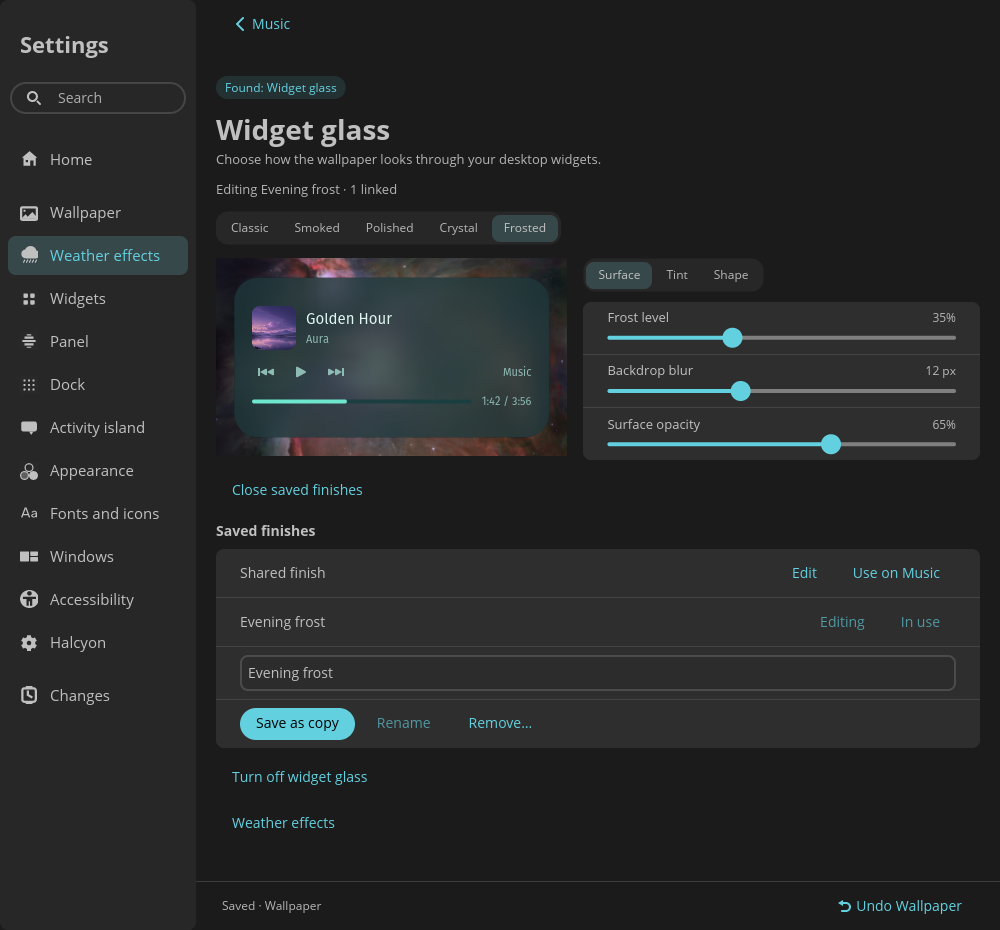 Settings
Search
Home
Wallpaper
Weather effects
Widgets
Panel
Dock
Activity island
Appearance
Aa Fonts and icons
Windows
Accessibility
Halcyon
Changes
Music
Found: Widget glass
Widget glass
Choose how the wallpaper looks through your desktop widgets.
Editing Evening frost · 1 linked
Classic Smoked Polished Crystal Frosted
Golden Hour
Aura
Music
1:42 / 3:56
Surface Tint Shape
Frost level 35%
Backdrop blur 12 px
Surface opacity 65%
Close saved finishes
Saved finishes
Shared finish Edit Use on Music
Evening frost Editing In use
Evening frost
Save as copy Rename Remove...
Turn off widget glass
Weather effects
Saved · Wallpaper Undo Wallpaper